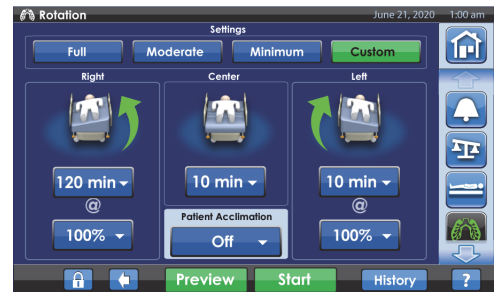 Rotation
June 21, 2020 1:00 am
Settings
Full Moderate Minimum Custom
Right Center Left
120 min 10 min 10 min
@ @
100% 100%
Patient Acclimation
Off
Preview Start History ?